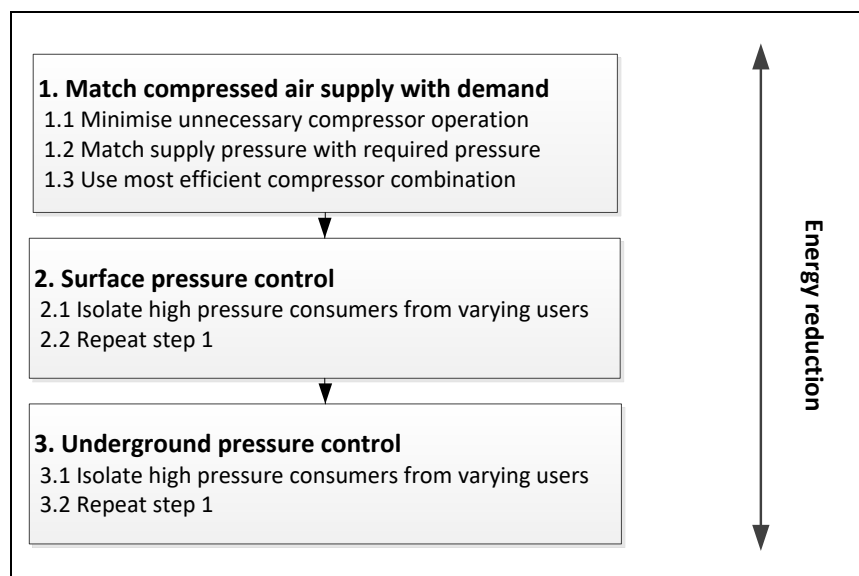 1. Match compressed air supply with demand
1.1 Minimise unnecessary compressor operation
1.2 Match supply pressure with required pressure
1.3 Use most efficient compressor combination
2. Surface pressure control
2.1 Isolate high pressure consumers from varying users
2.2 Repeat step 1
3. Underground pressure control
3.1 Isolate high pressure consumers from varying users
3.2 Repeat step 1
Energy reduction